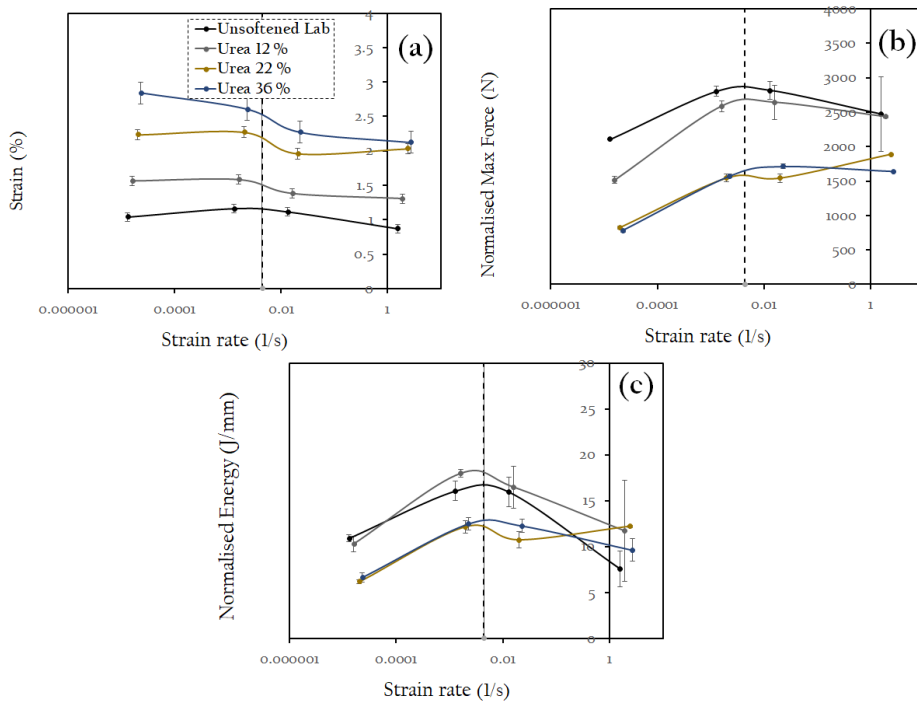 4
3.5
3
2.5
2
1.5
1
0.5
0
Unsoftened Lab
Urea 12 %
Urea 22 %
Urea 36 %
(a)
Strain (%)
0.000001
0.0001
0.01
1
Strain rate (1/s)
4000
3500
3000
2500
2000
1500
1000
500
0
(b)
Normalised Max Force (N)
0.000001
0.0001
0.01
1
Strain rate (1/s)
30
25
20
15
10
5
0
(c)
Normalised Energy (J/mm)
0.000001
0.0001
0.01
1
Strain rate (1/s)